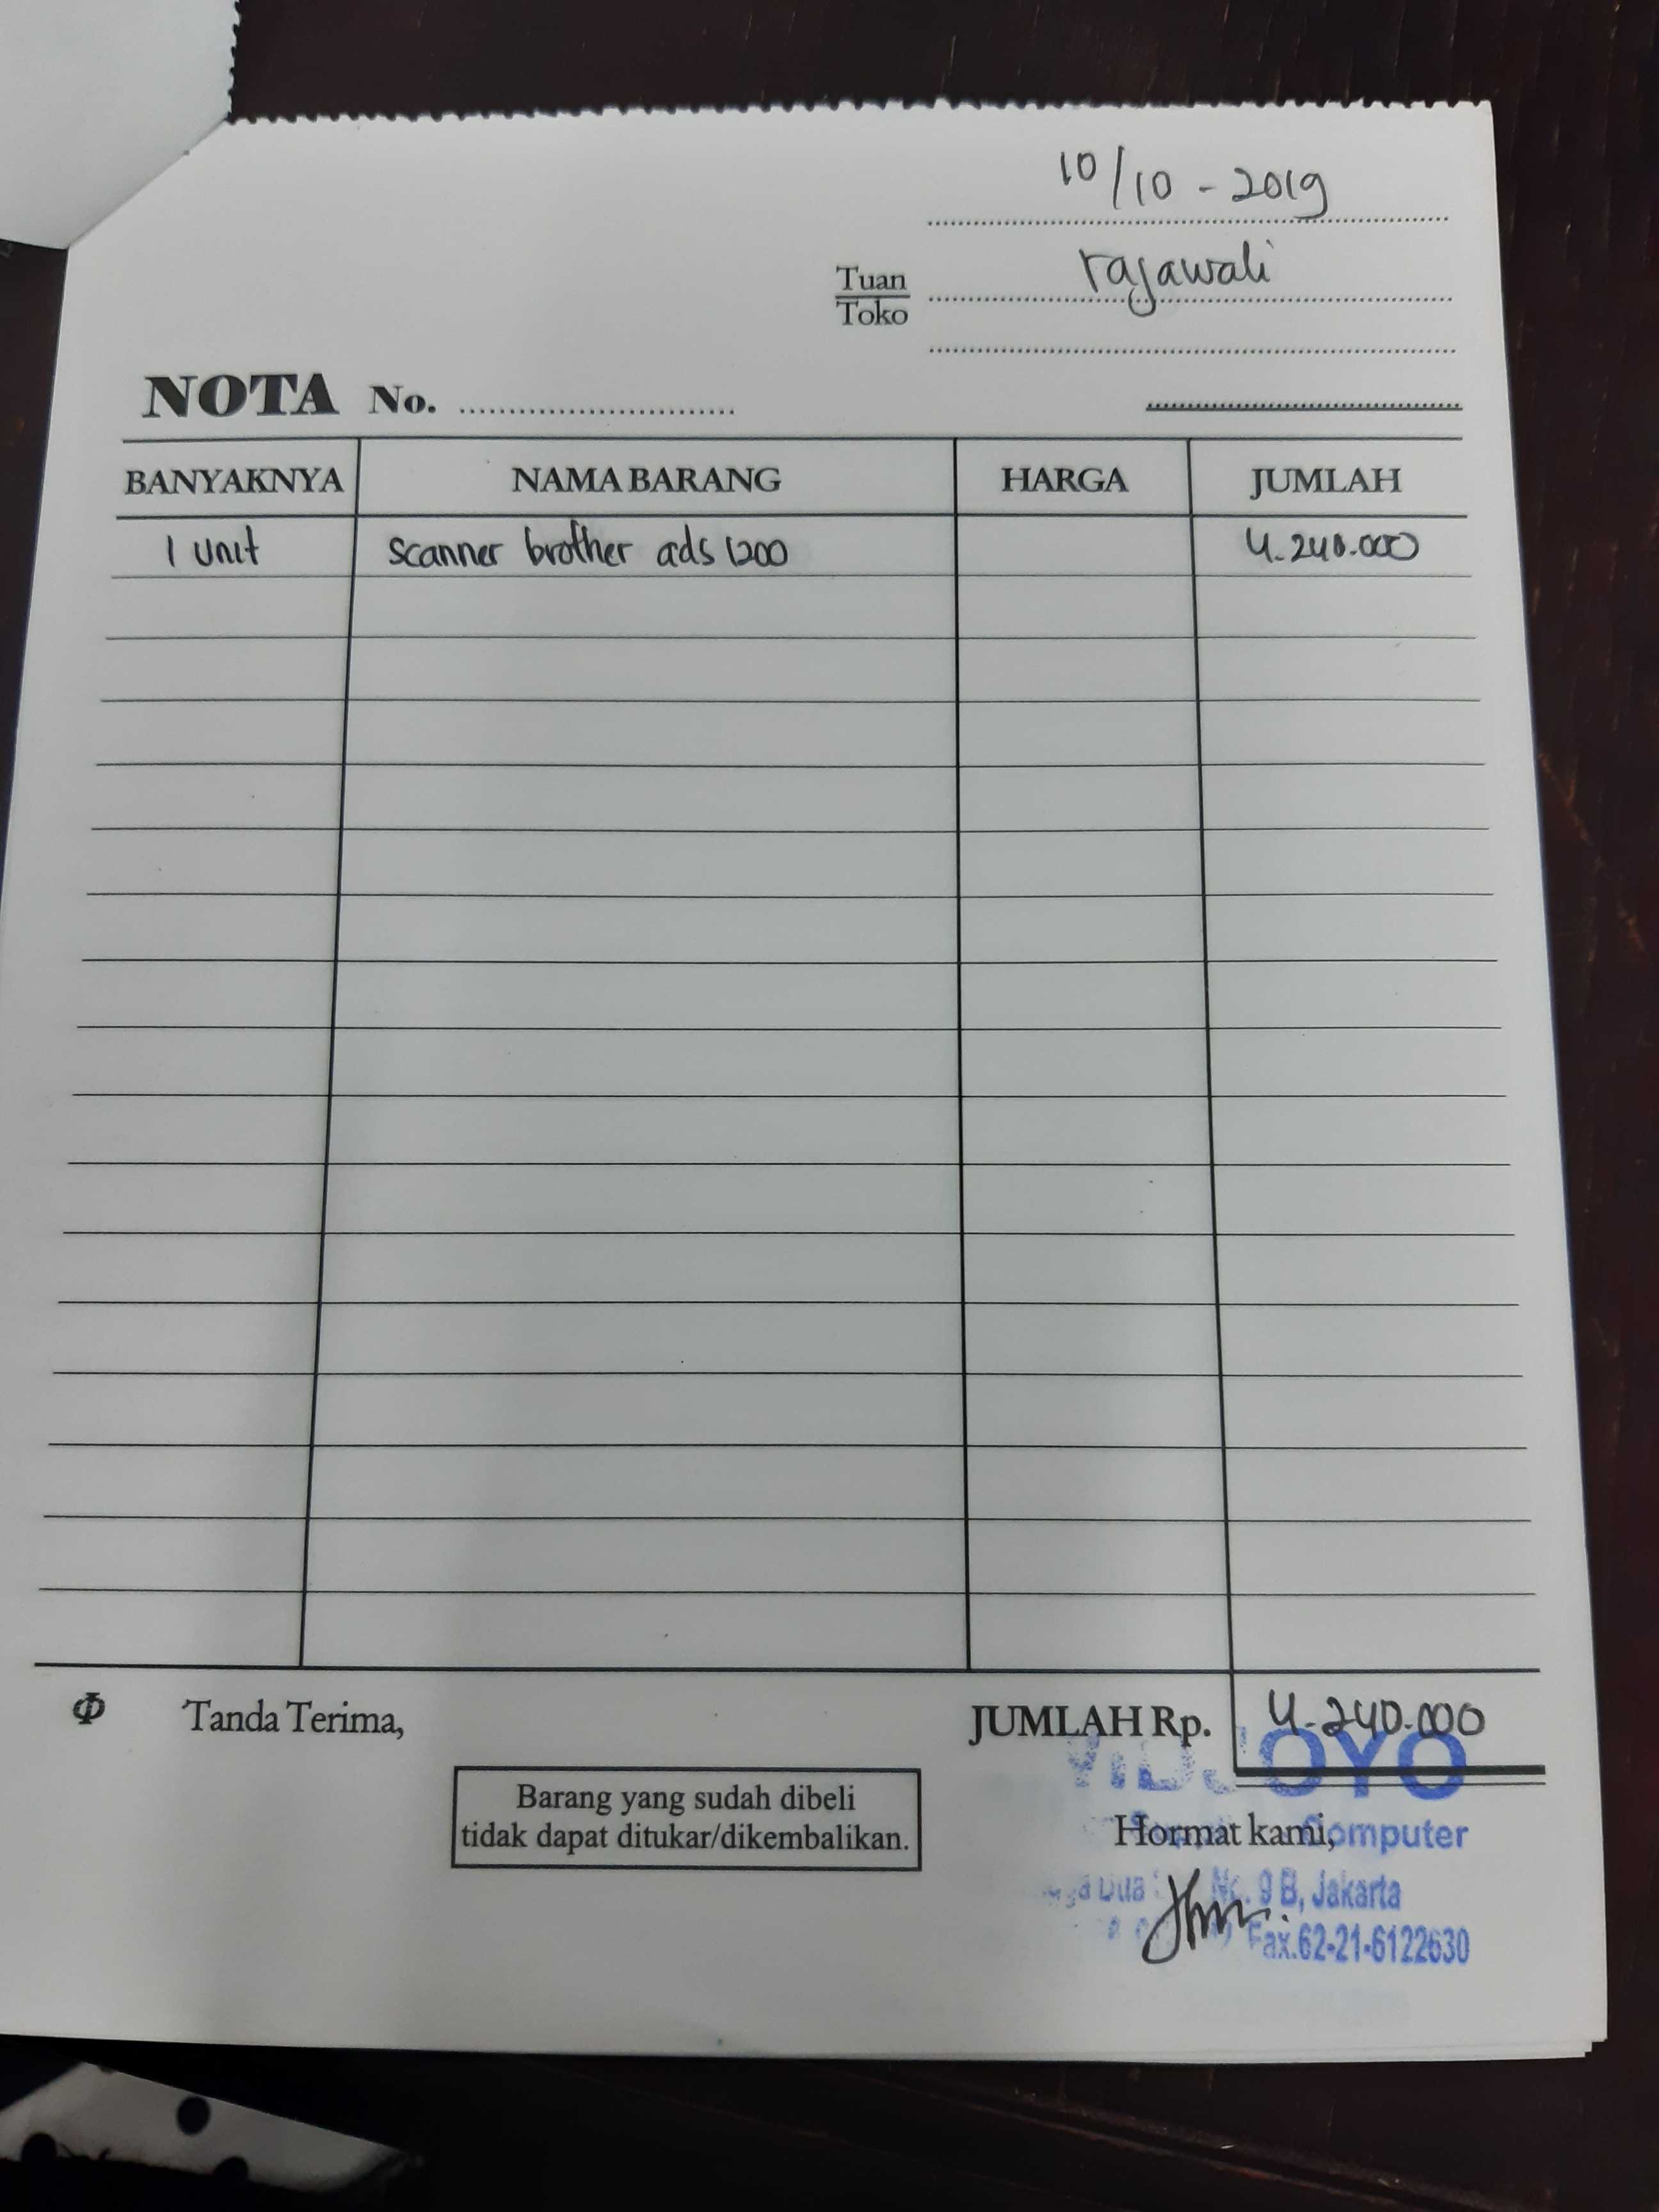 10/10 - 2019
Tuan
Toko
rajawali
NOTA No.
BANYAKNYA NAMA BARANG HARGA JUMLAH
1 unit scanner brother ads 1200 4.240.000
Tanda Terima,
JUMLAH Rp. 4.240.000
Barang yang sudah dibeli
tidak dapat ditukar/dikembalikan.
Hormat kami,
Computer
Dua No. 9 B, Jakarta
Fax.62-21-6122630